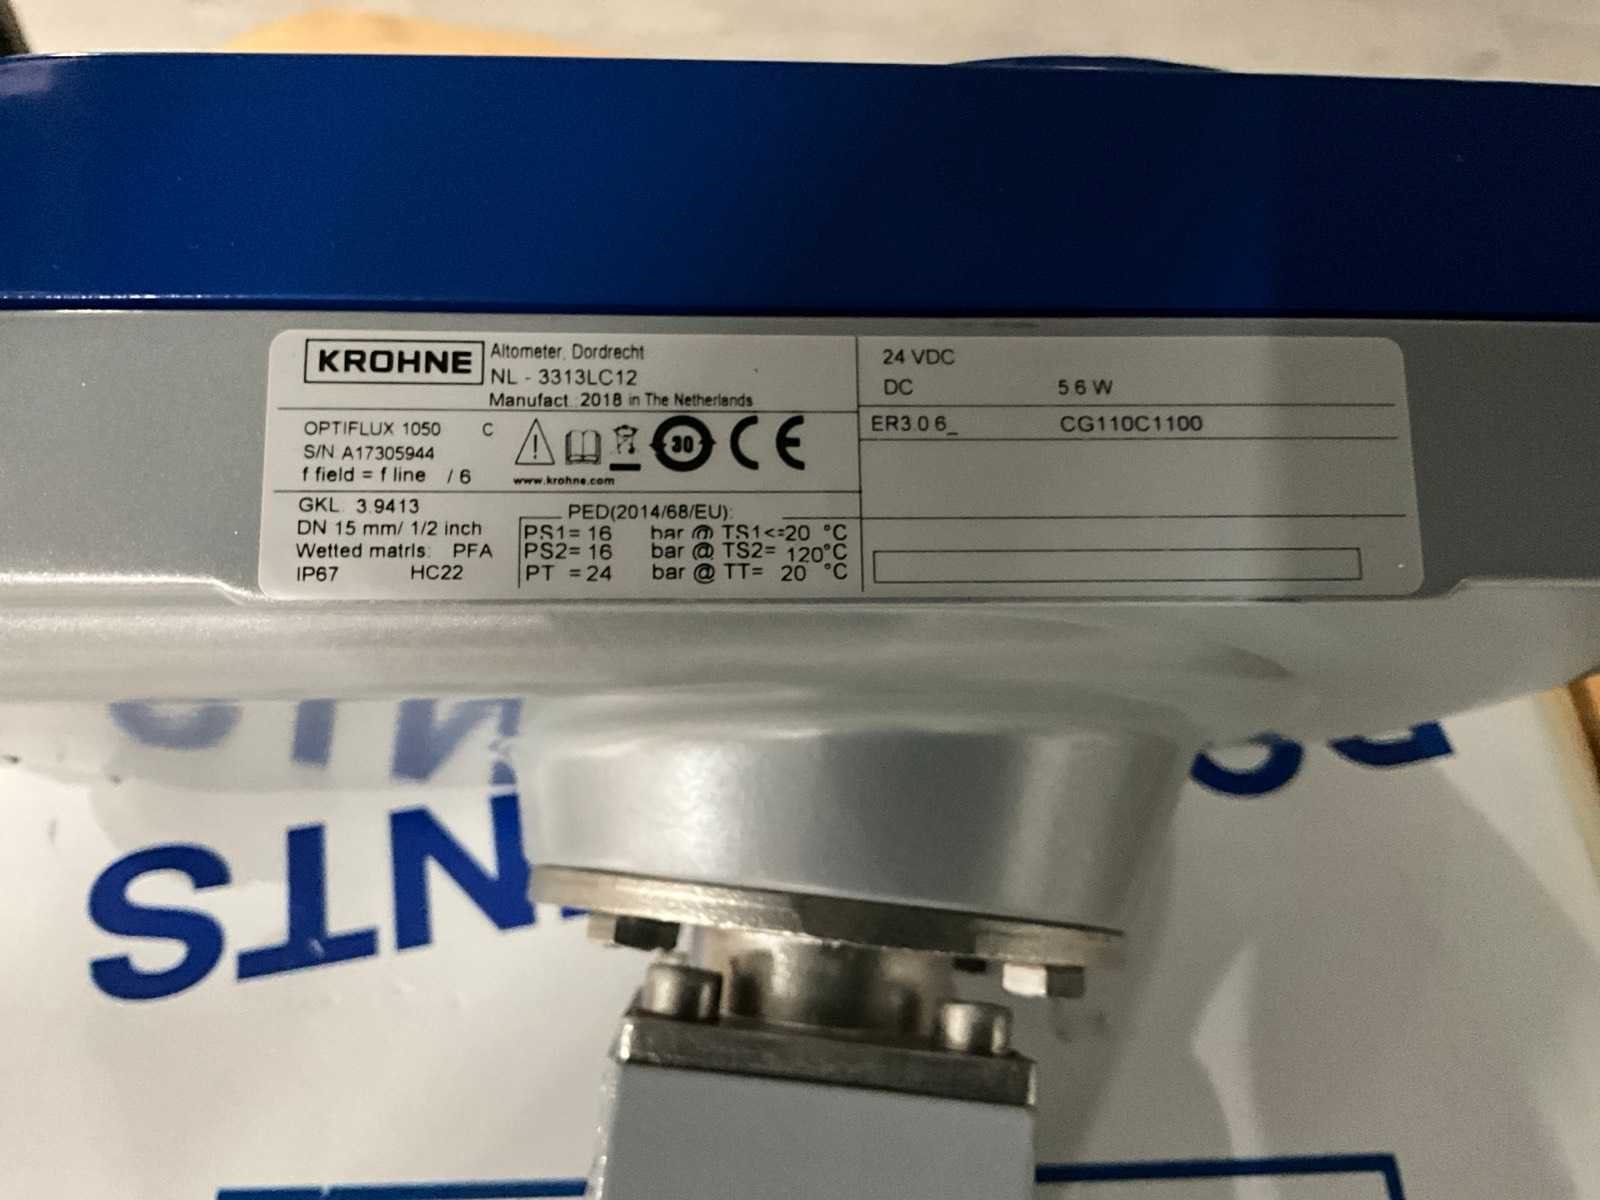 KROHNE
Altometer, Dordrecht
NL - 3313LC12
Manufact. 2018 in The Netherlands
OPTIFLUX 1050 C
S/N A17305944
f field = f line / 6
30
CE
www.krohne.com
GKL 3.9413
DN 15 mm/ 1/2 inch
Wetted matrls: PFA
IP67 HC22
PED(2014/68/EU):
PS1= 16 bar @ TS1<=20 °C
PS2= 16 bar @ TS2= 120°C
PT = 24 bar @ TT= 20 °C
24 VDC
DC 5.6 W
ER3.0.6_ CG110C1100
NTS